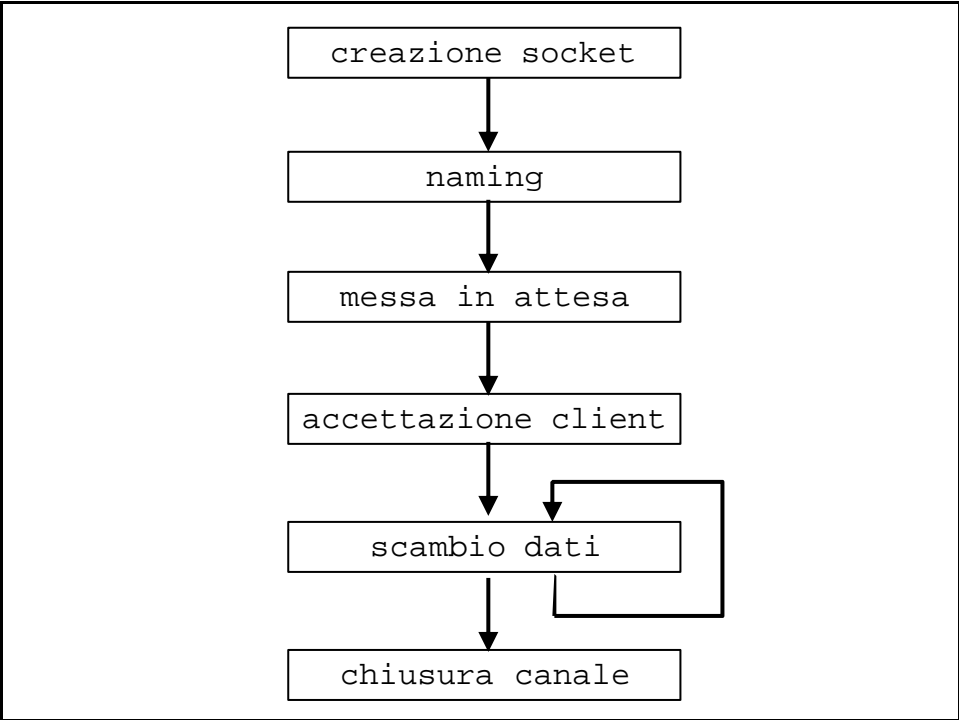 creazione socket
naming
messa in attesa
accettazione client
scambio dati
chiusura canale